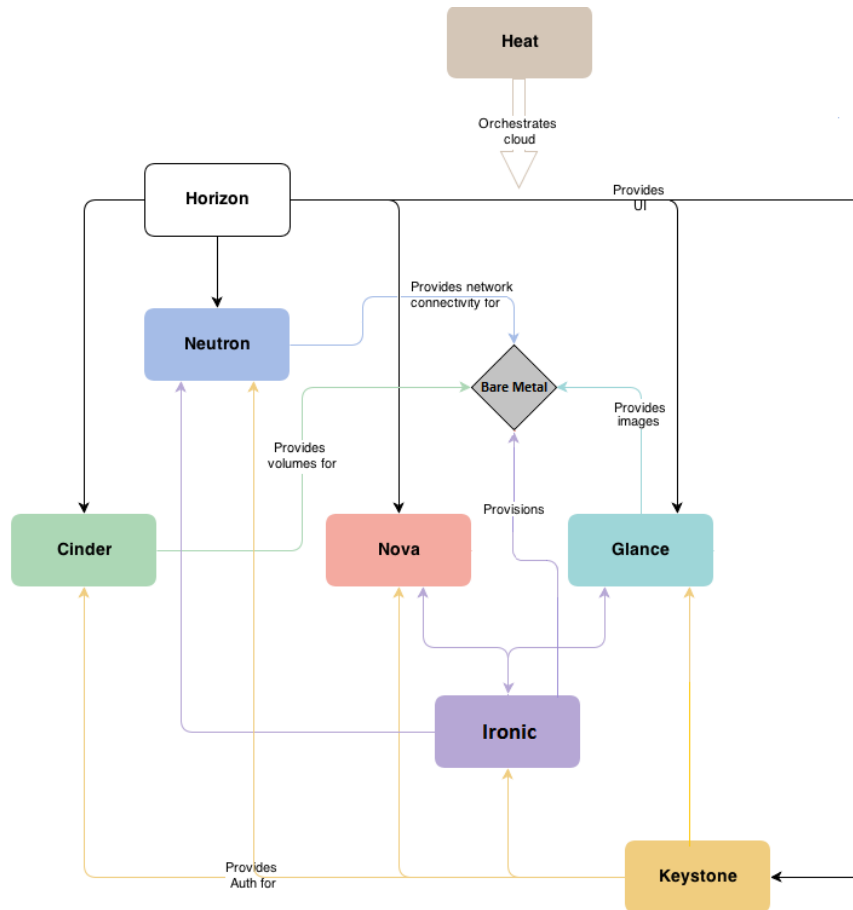 Heat
Orchestrates
cloud
Horizon
Provides
UI
Provides network
connectivity for
Neutron
Bare Metal
Provides
images
Provides
volumes for
Provisions
Cinder
Nova
Glance
Ironic
Provides
Auth for
Keystone